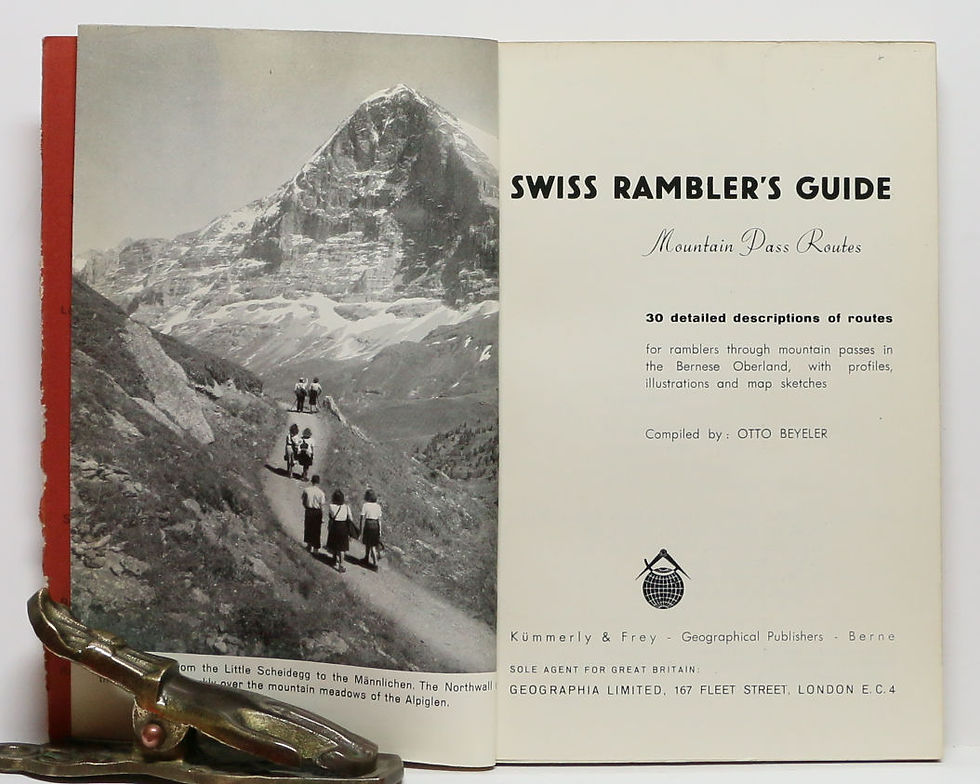 om the Little Scheidegg to the Männlichen. The Northwall
over the mountain meadows of the Alpiglen.
SWISS RAMBLER'S GUIDE
Mountain Pass Routes
30 detailed descriptions of routes
for ramblers through mountain passes in
the Bernese Oberland, with profiles,
illustrations and map sketches
Compiled by: OTTO BEYELER
Kümmerly & Frey - Geographical Publishers - Berne
SOLE AGENT FOR GREAT BRITAIN:
GEOGRAPHIA LIMITED, 167 FLEET STREET, LONDON E.C.4